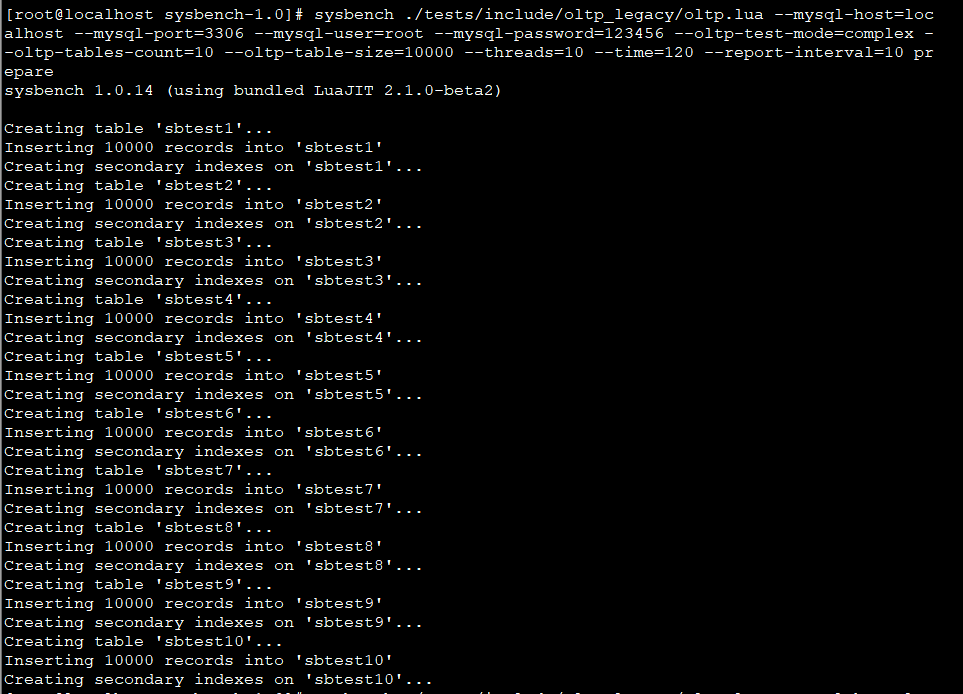 [root@localhost sysbench-1.0]# sysbench ./tests/include/oltp_legacy/oltp.lua --mysql-host=loc
alhost --mysql-port=3306 --mysql-user=root --mysql-password=123456 --oltp-test-mode=complex -
-oltp-tables-count=10 --oltp-table-size=10000 --threads=10 --time=120 --report-interval=10 pr
epare
sysbench 1.0.14 (using bundled LuaJIT 2.1.0-beta2)
Creating table 'sbtest1'...
Inserting 10000 records into 'sbtest1'
Creating secondary indexes on 'sbtest1'...
Creating table 'sbtest2'...
Inserting 10000 records into 'sbtest2'
Creating secondary indexes on 'sbtest2'...
Creating table 'sbtest3'...
Inserting 10000 records into 'sbtest3'
Creating secondary indexes on 'sbtest3'...
Creating table 'sbtest4'...
Inserting 10000 records into 'sbtest4'
Creating secondary indexes on 'sbtest4'...
Creating table 'sbtest5'...
Inserting 10000 records into 'sbtest5'
Creating secondary indexes on 'sbtest5'...
Creating table 'sbtest6'...
Inserting 10000 records into 'sbtest6'
Creating secondary indexes on 'sbtest6'...
Creating table 'sbtest7'...
Inserting 10000 records into 'sbtest7'
Creating secondary indexes on 'sbtest7'...
Creating table 'sbtest8'...
Inserting 10000 records into 'sbtest8'
Creating secondary indexes on 'sbtest8'...
Creating table 'sbtest9'...
Inserting 10000 records into 'sbtest9'
Creating secondary indexes on 'sbtest9'...
Creating table 'sbtest10'...
Inserting 10000 records into 'sbtest10'
Creating secondary indexes on 'sbtest10'...